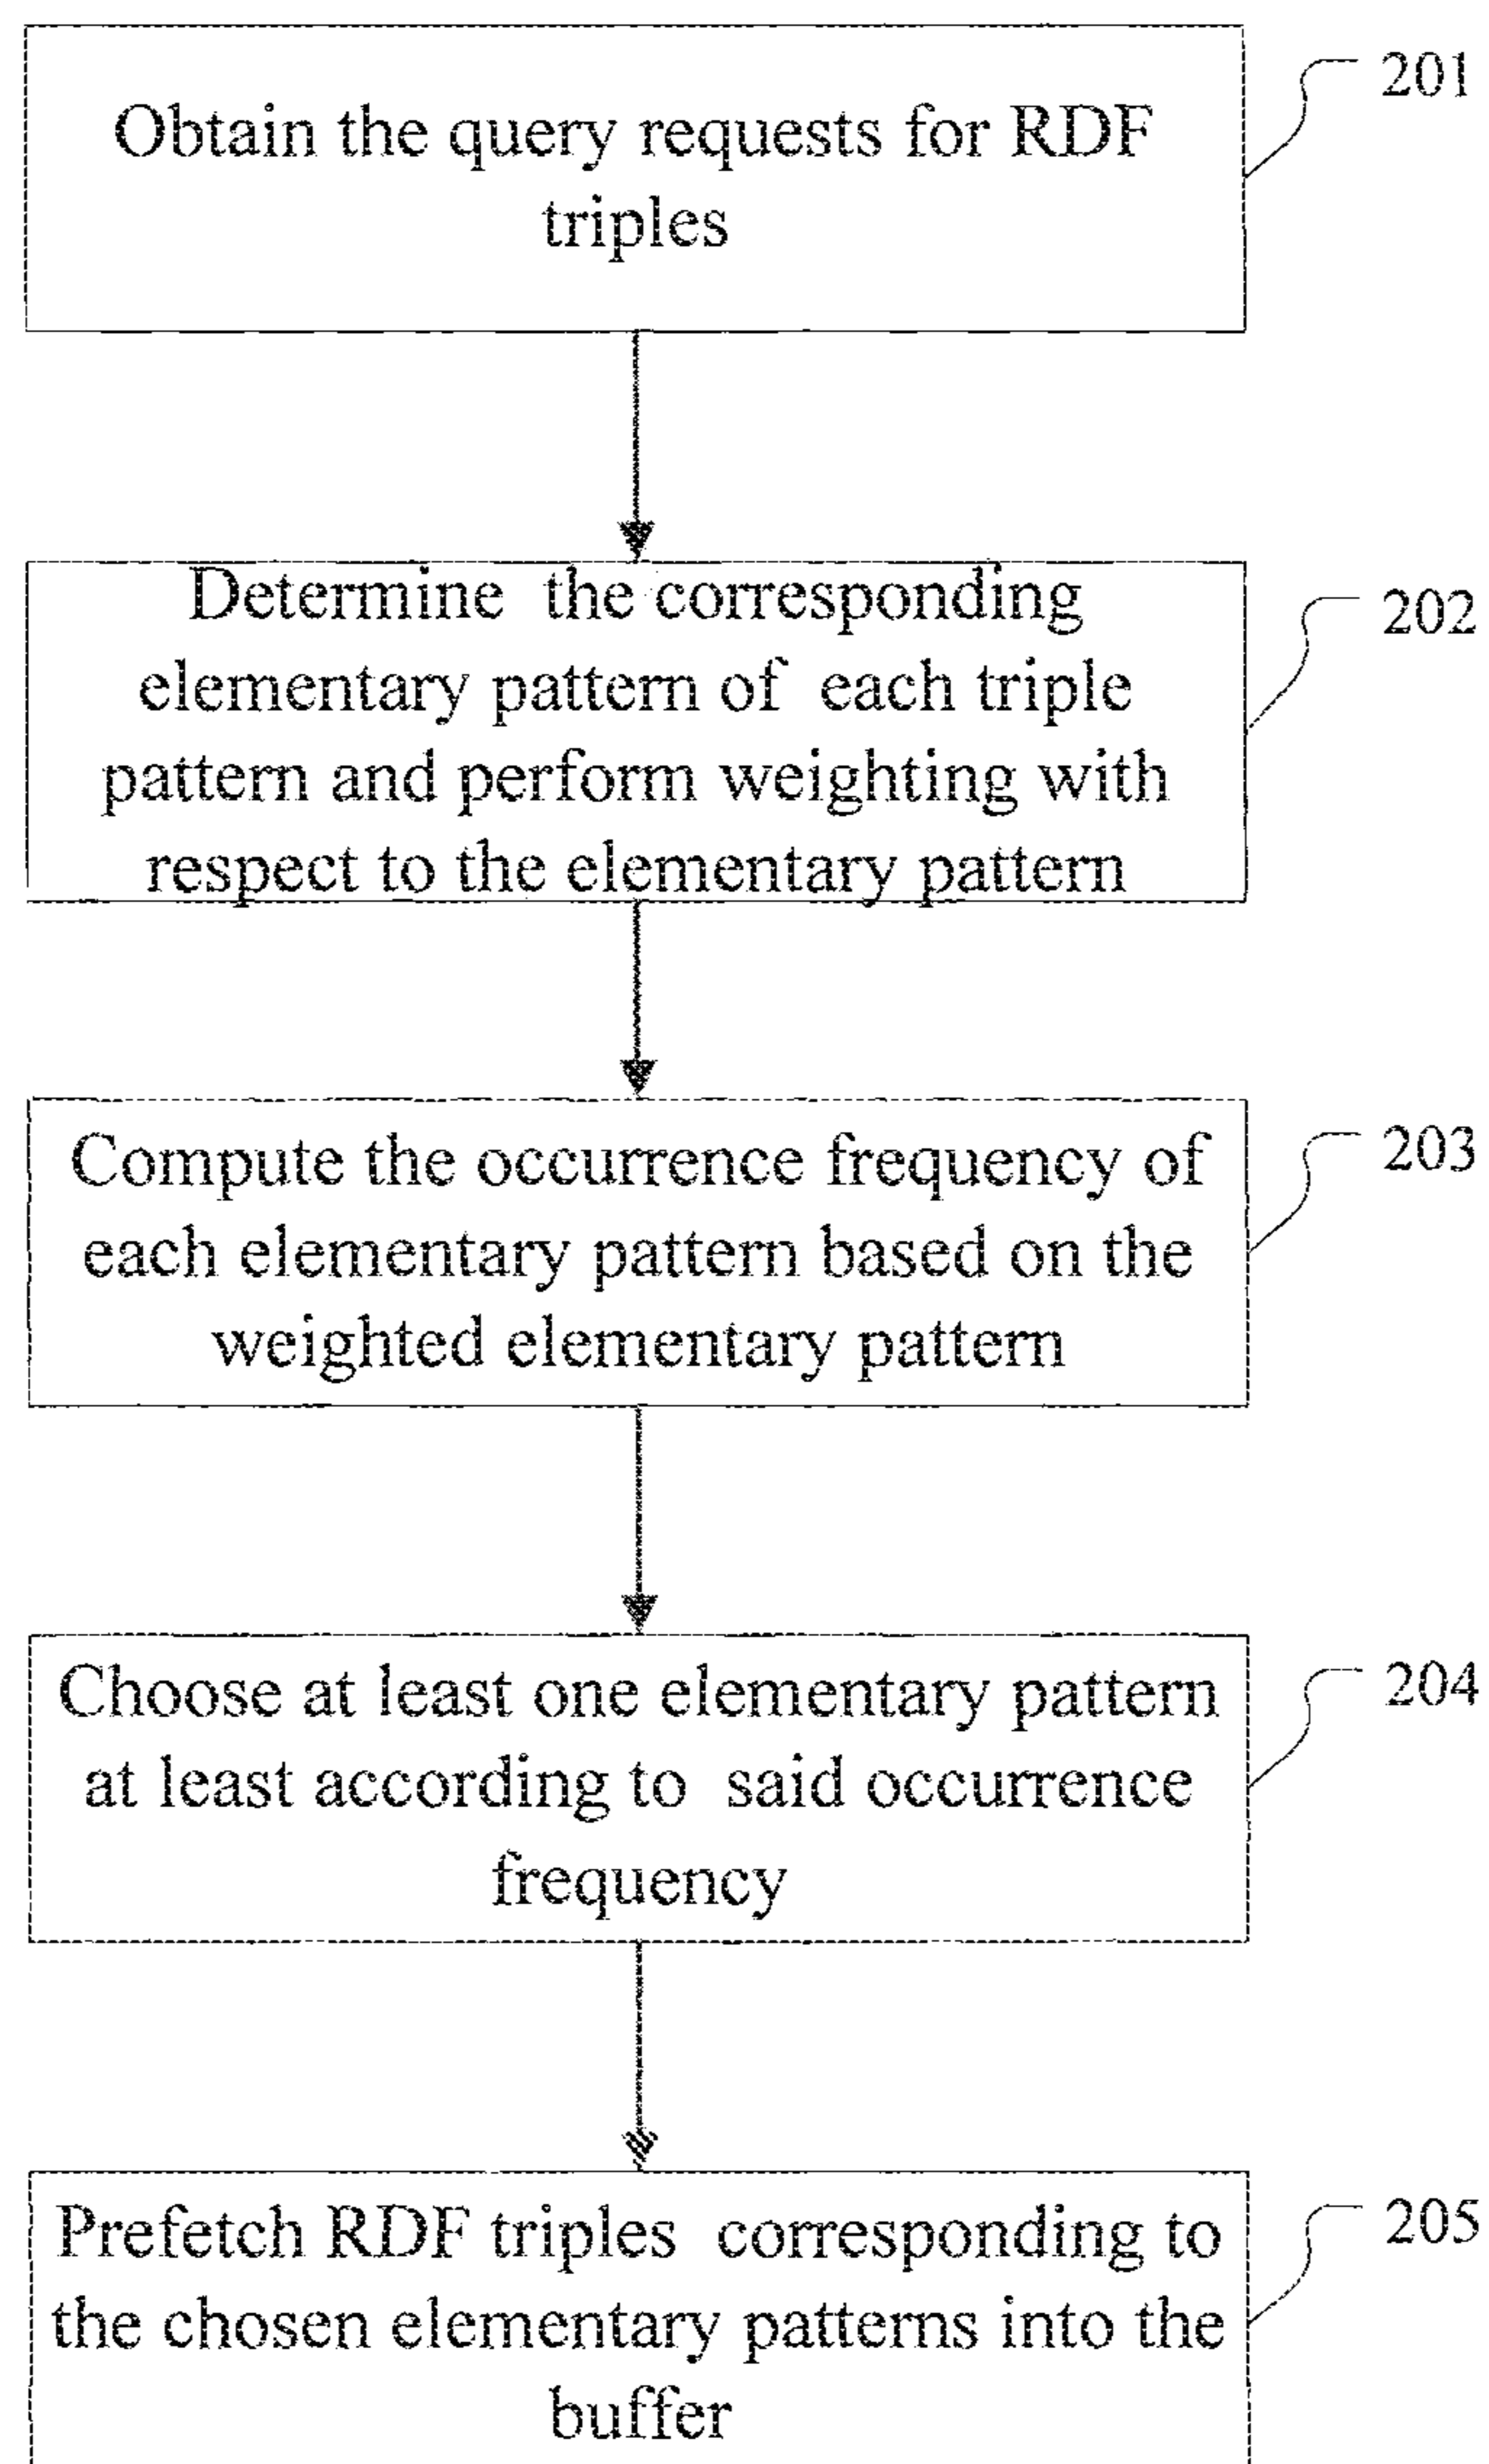 Obtain the query requests for RDF
triples
201
Determine the corresponding
elementary pattern of each triple
pattern and perform weighting with
respect to the elementary pattern
202
Compute the occurrence frequency of
each elementary pattern based on the
weighted elementary pattern
203
Choose at least one elementary pattern
at least according to said occurrence
frequency
204
Prefetch RDF triples corresponding to
the chosen elementary patterns into the
buffer
205